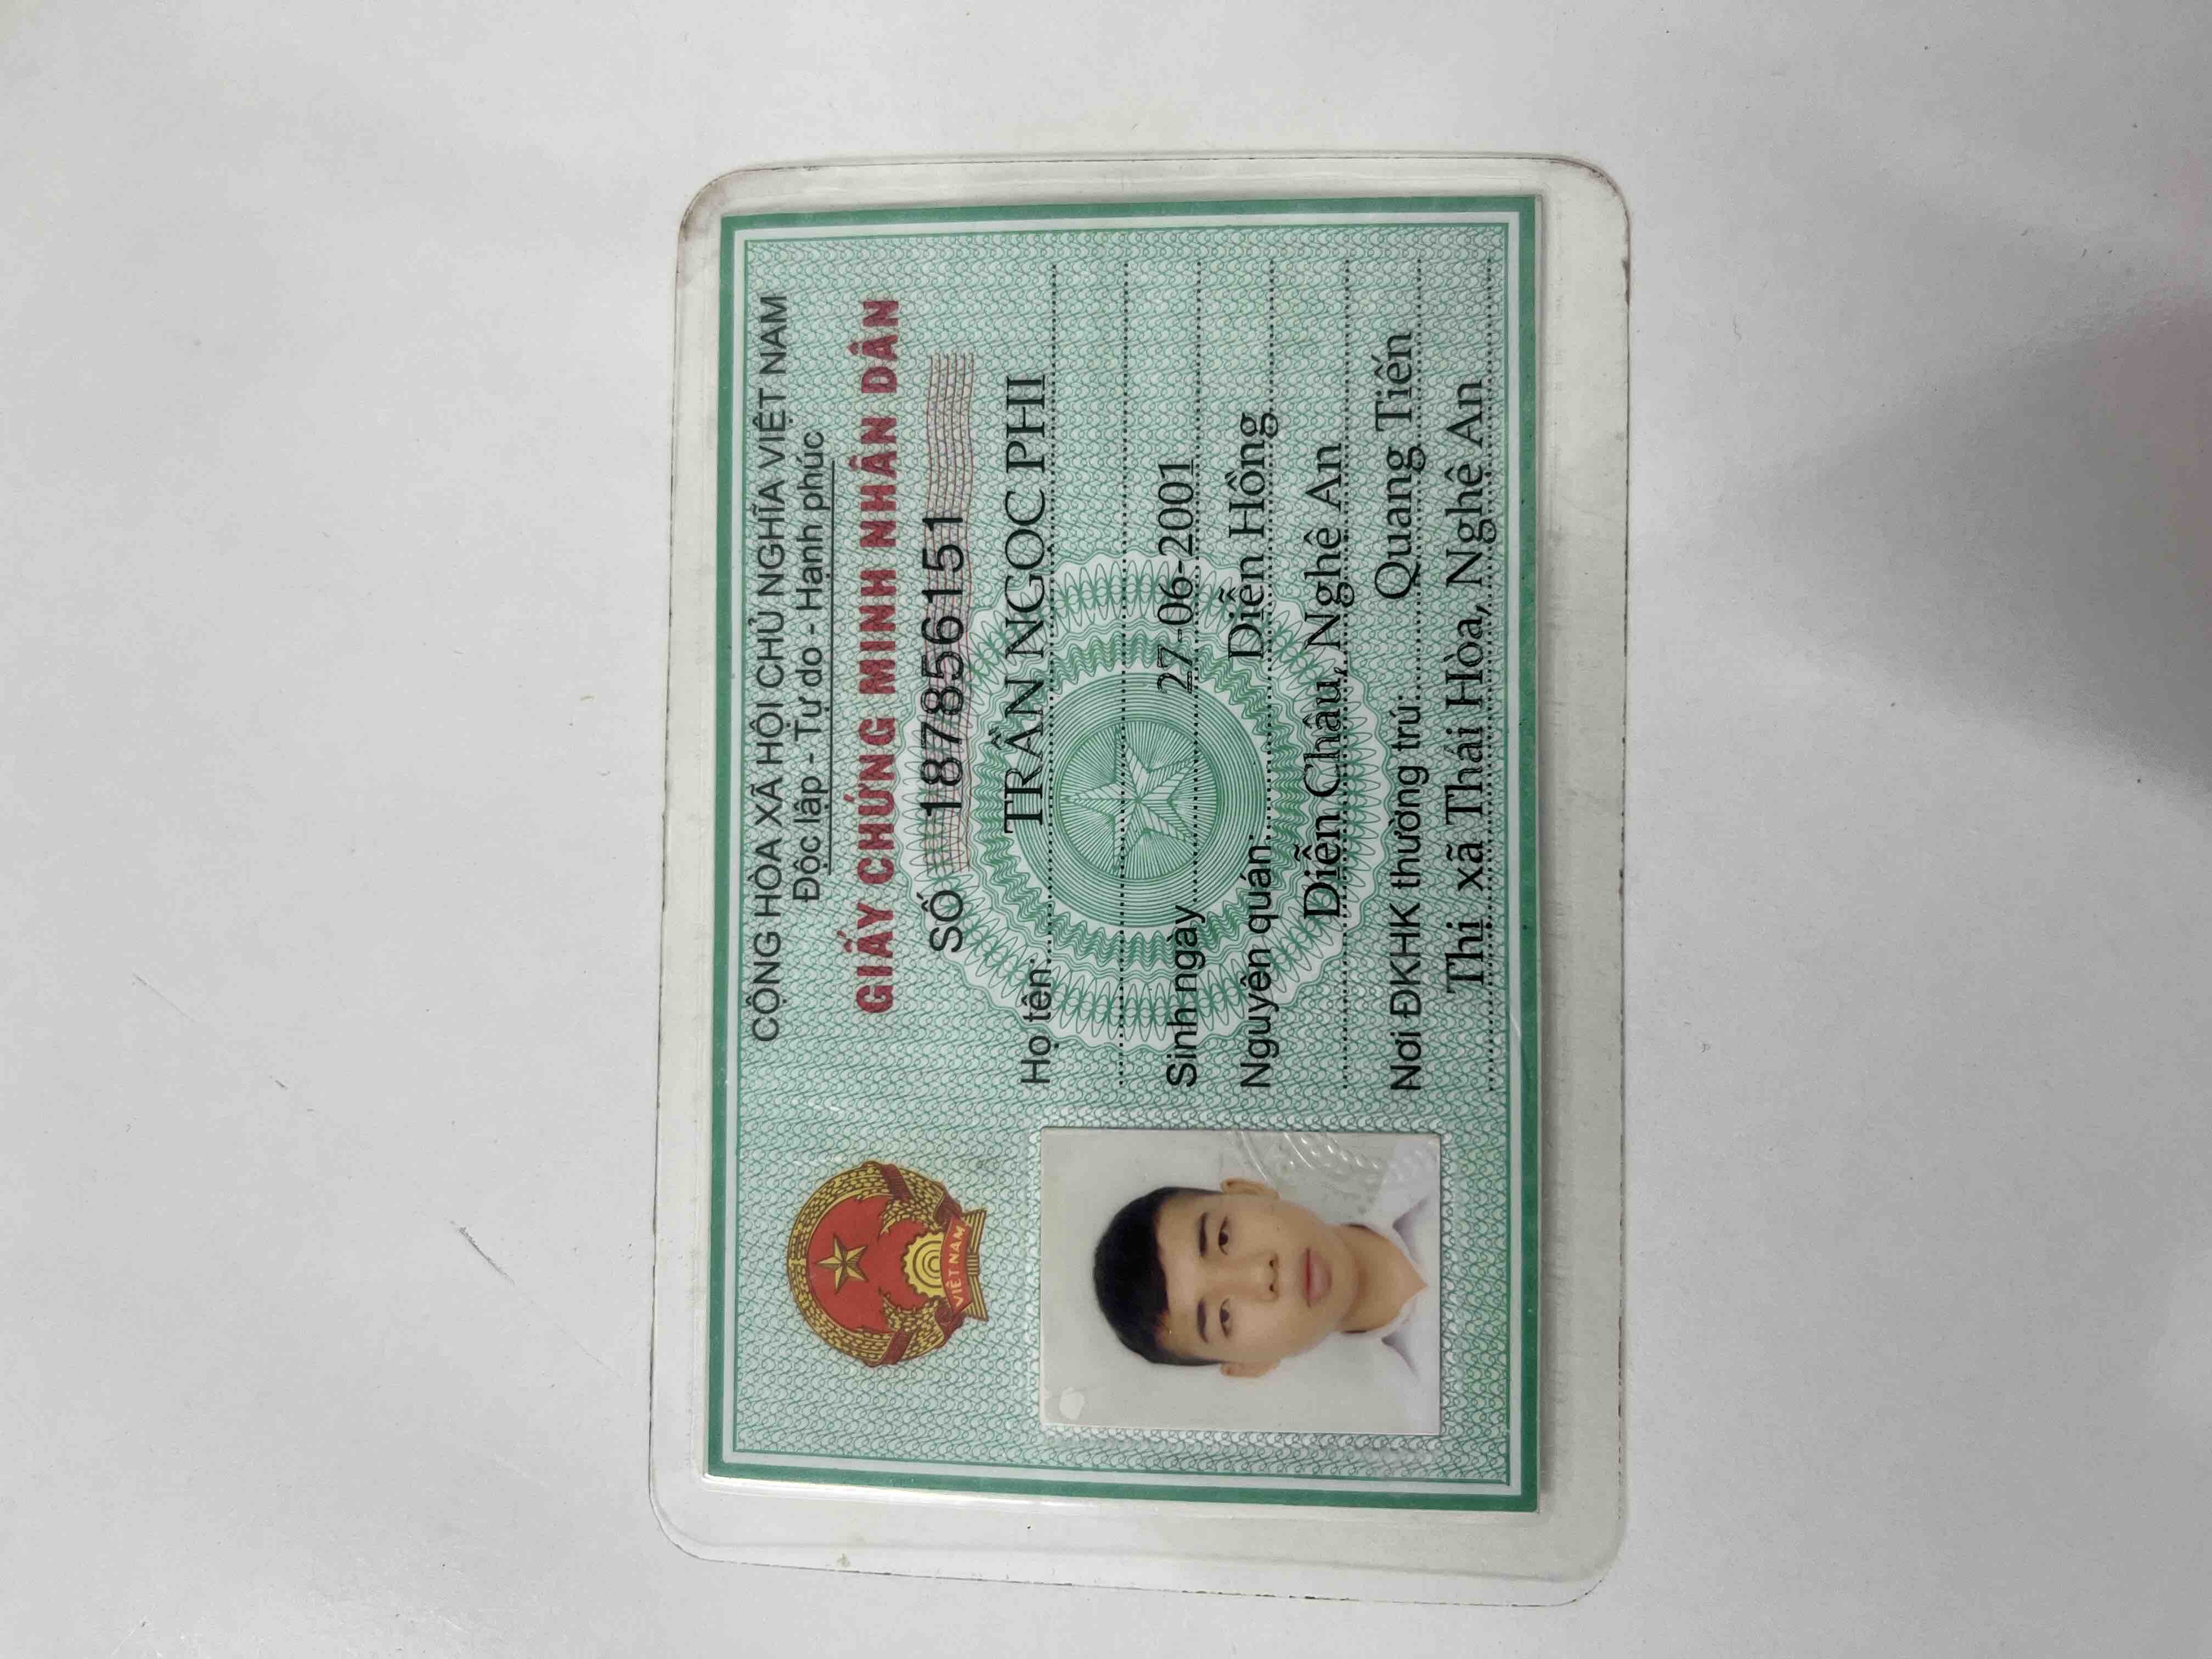 CỘNG HÒA XÃ HỘI CHỦ NGHĨA VIỆT NAM
Độc lập - Tự do - Hạnh phúc
GIẤY CHỨNG MINH NHÂN DÂN
SỐ 187856151
Họ tên: TRẦN NGỌC PHI
Sinh ngày 27-06-2001
Nguyên quán: Diễn Hồng
Diễn Châu, Nghệ An
Nơi ĐKHK thường trú: Quang Tiến
Thị xã Thái Hòa, Nghệ An
VIỆT NAM